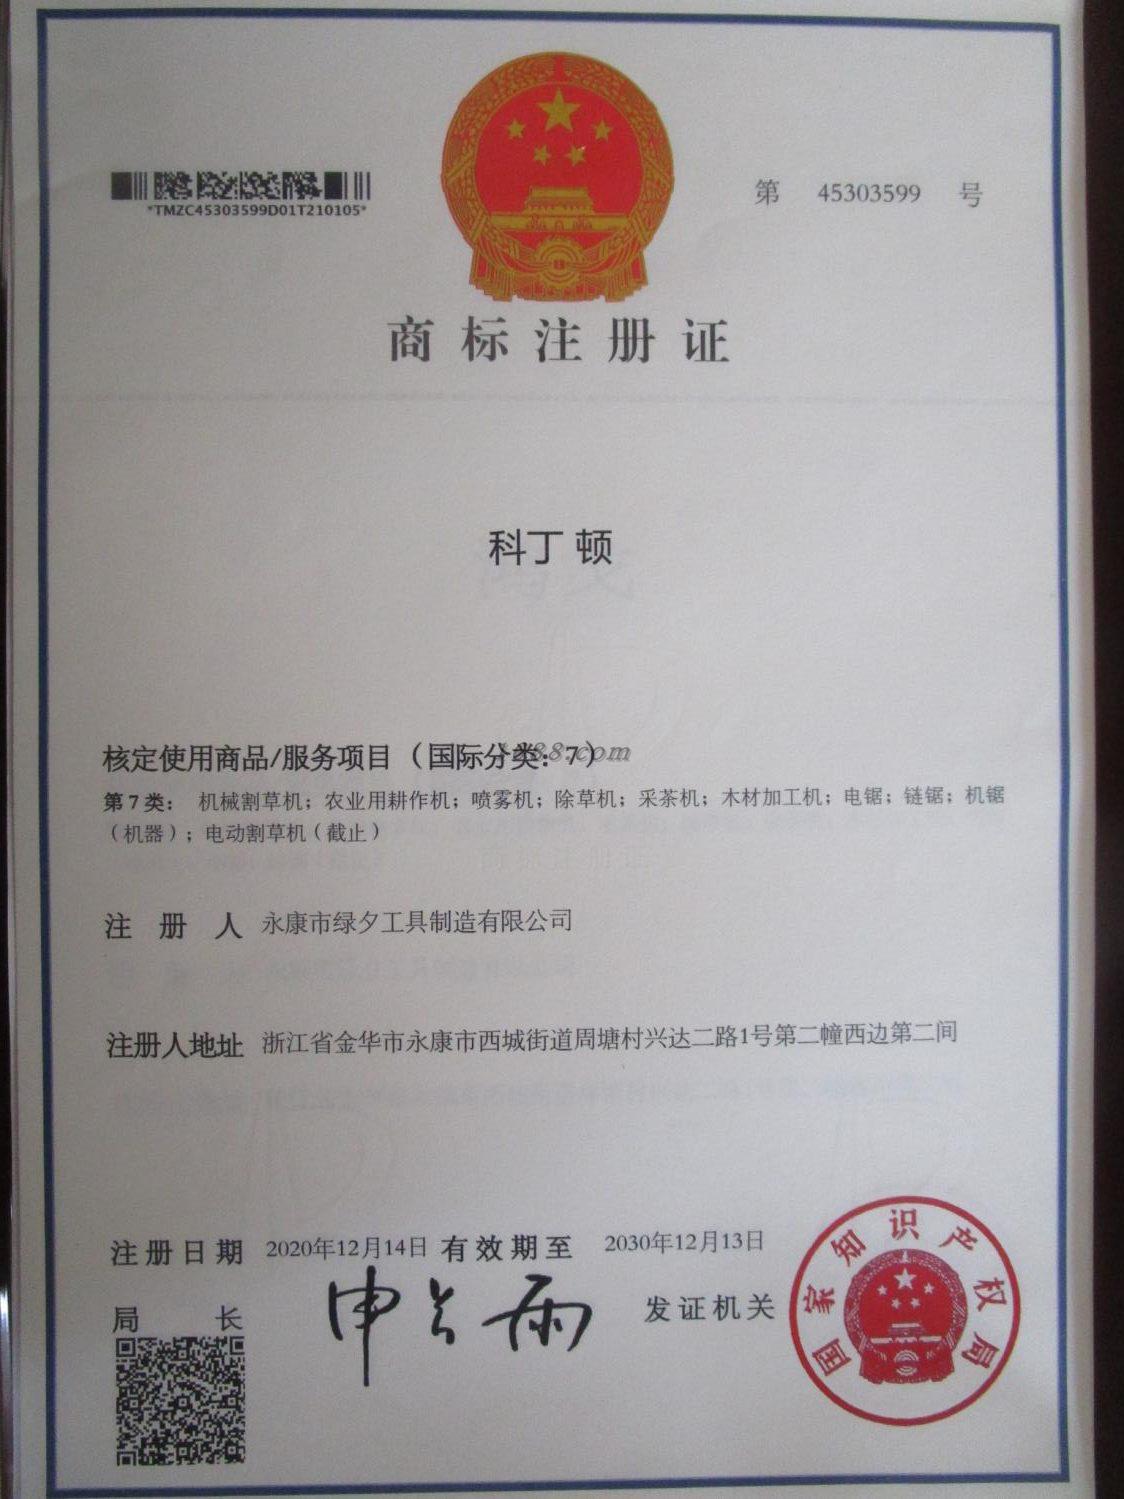 *TMZC45303599D01T210105*
第 45303599 号
商标注册证
科丁顿
核定使用商品/服务项目（国际分类：7）
第7类： 机械割草机；农业用耕作机；喷雾机；除草机；采茶机；木材加工机；电锯；链锯；机锯
（机器）；电动割草机（截止）
注册人 永康市绿夕工具制造有限公司
注册人地址 浙江省金华市永康市西城街道周塘村兴达二路1号第二幢西边第二间
注册日期 2020年12月14日 有效期至 2030年12月13日
局长 申长雨 发证机关
国家知识产权局